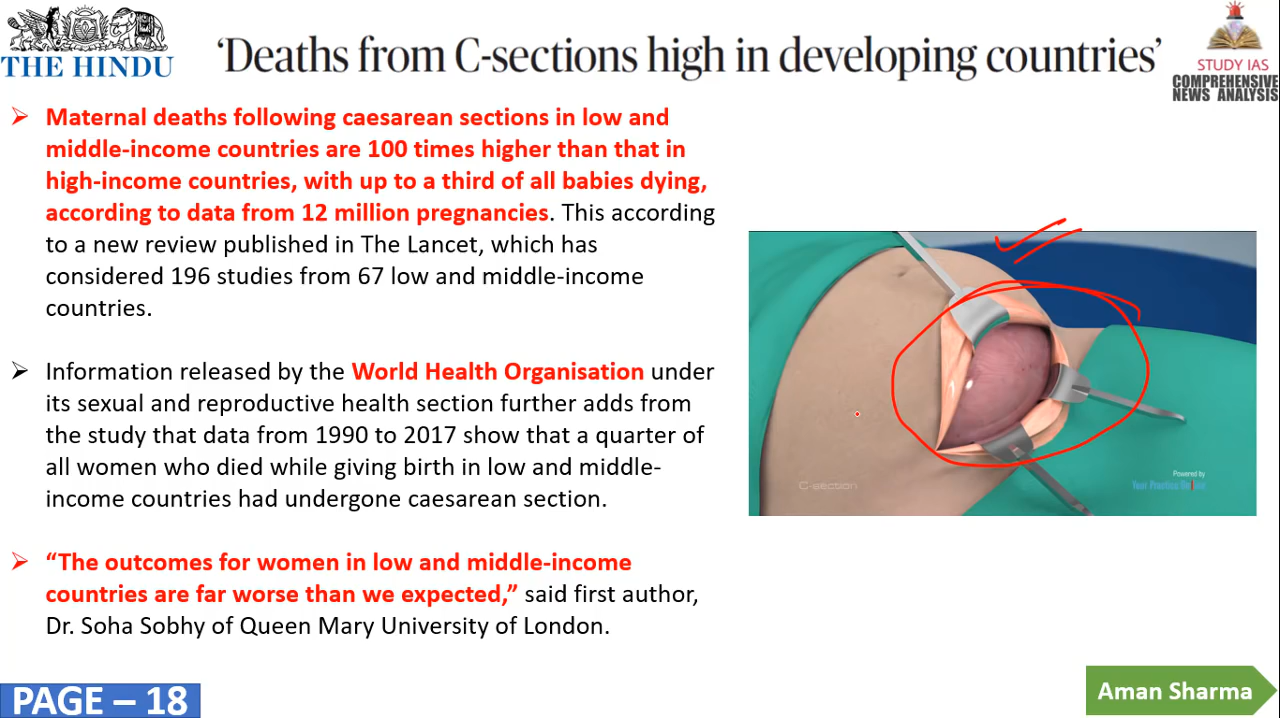 THE HINDU
‘Deaths from C-sections high in developing countries’
STUDY IAS
COMPREHENSIVE
NEWS ANALYSIS
Maternal deaths following caesarean sections in low and
middle-income countries are 100 times higher than that in
high-income countries, with up to a third of all babies dying,
according to data from 12 million pregnancies. This according
to a new review published in The Lancet, which has
considered 196 studies from 67 low and middle-income
countries.
Information released by the World Health Organisation under
its sexual and reproductive health section further adds from
the study that data from 1990 to 2017 show that a quarter of
all women who died while giving birth in low and middle-
income countries had undergone caesarean section.
“The outcomes for women in low and middle-income
countries are far worse than we expected,” said first author,
Dr. Soha Sobhy of Queen Mary University of London.
C-section
Powered by
Your Practice Online
PAGE – 18
Aman Sharma